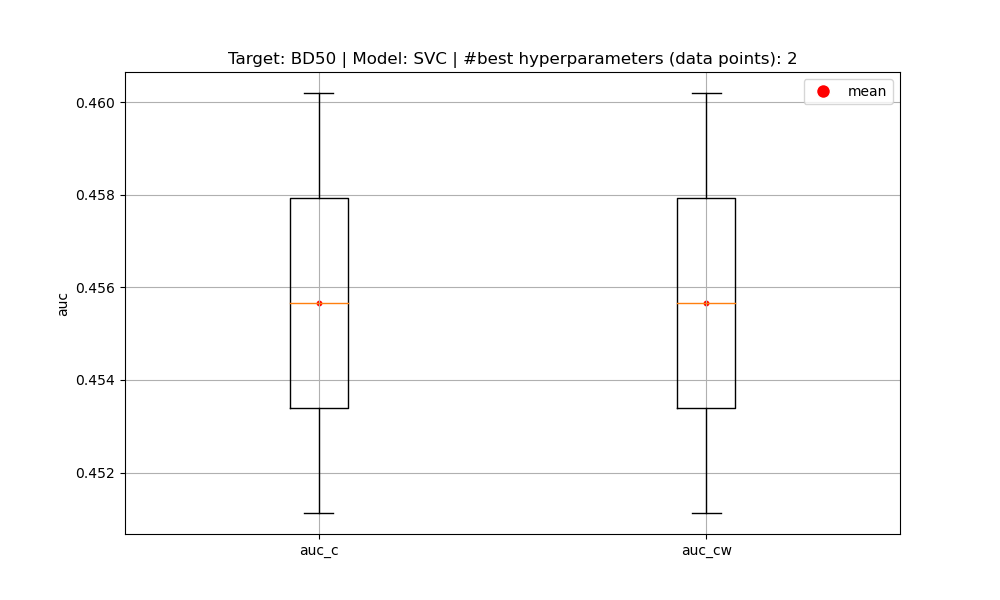 Target: BD50 | Model: SVC | #best hyperparameters (data points): 2
mean
0.460
0.458
0.456
0.454
0.452
auc
auc_c
auc_cw